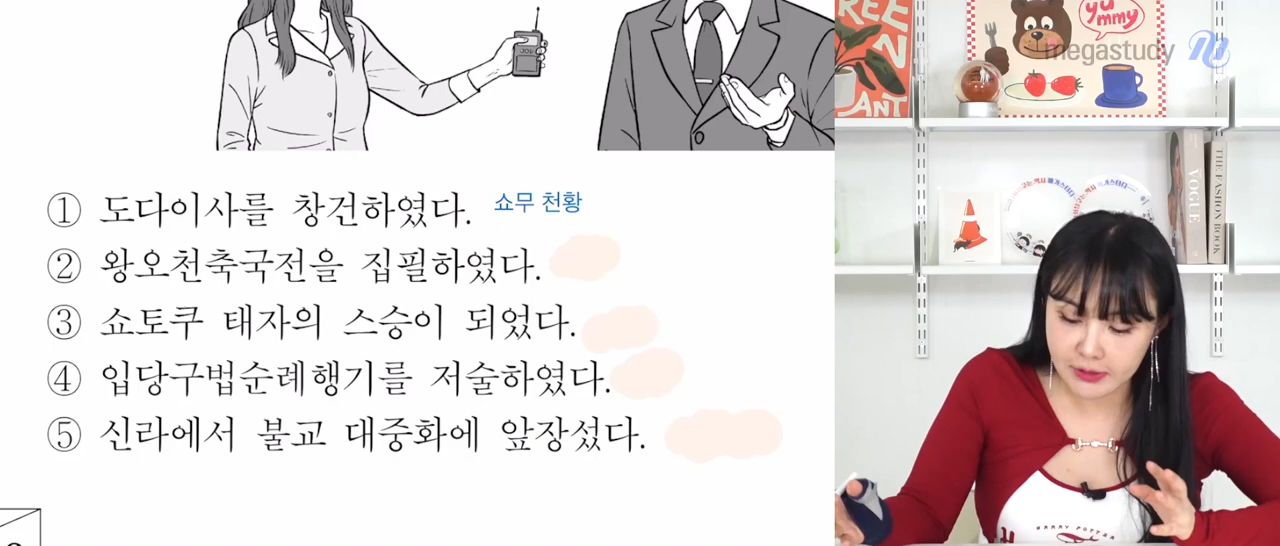 ① 도다이사를 창건하였다. 쇼무 천황
② 왕오천축국전을 집필하였다.
③ 쇼토쿠 태자의 스승이 되었다.
④ 입당구법순례행기를 저술하였다.
⑤ 신라에서 불교 대중화에 앞장섰다.
REE
N
ANT
yummy
megastudy
VOGUE
THE FASHION BOOK
HARRY POTTER